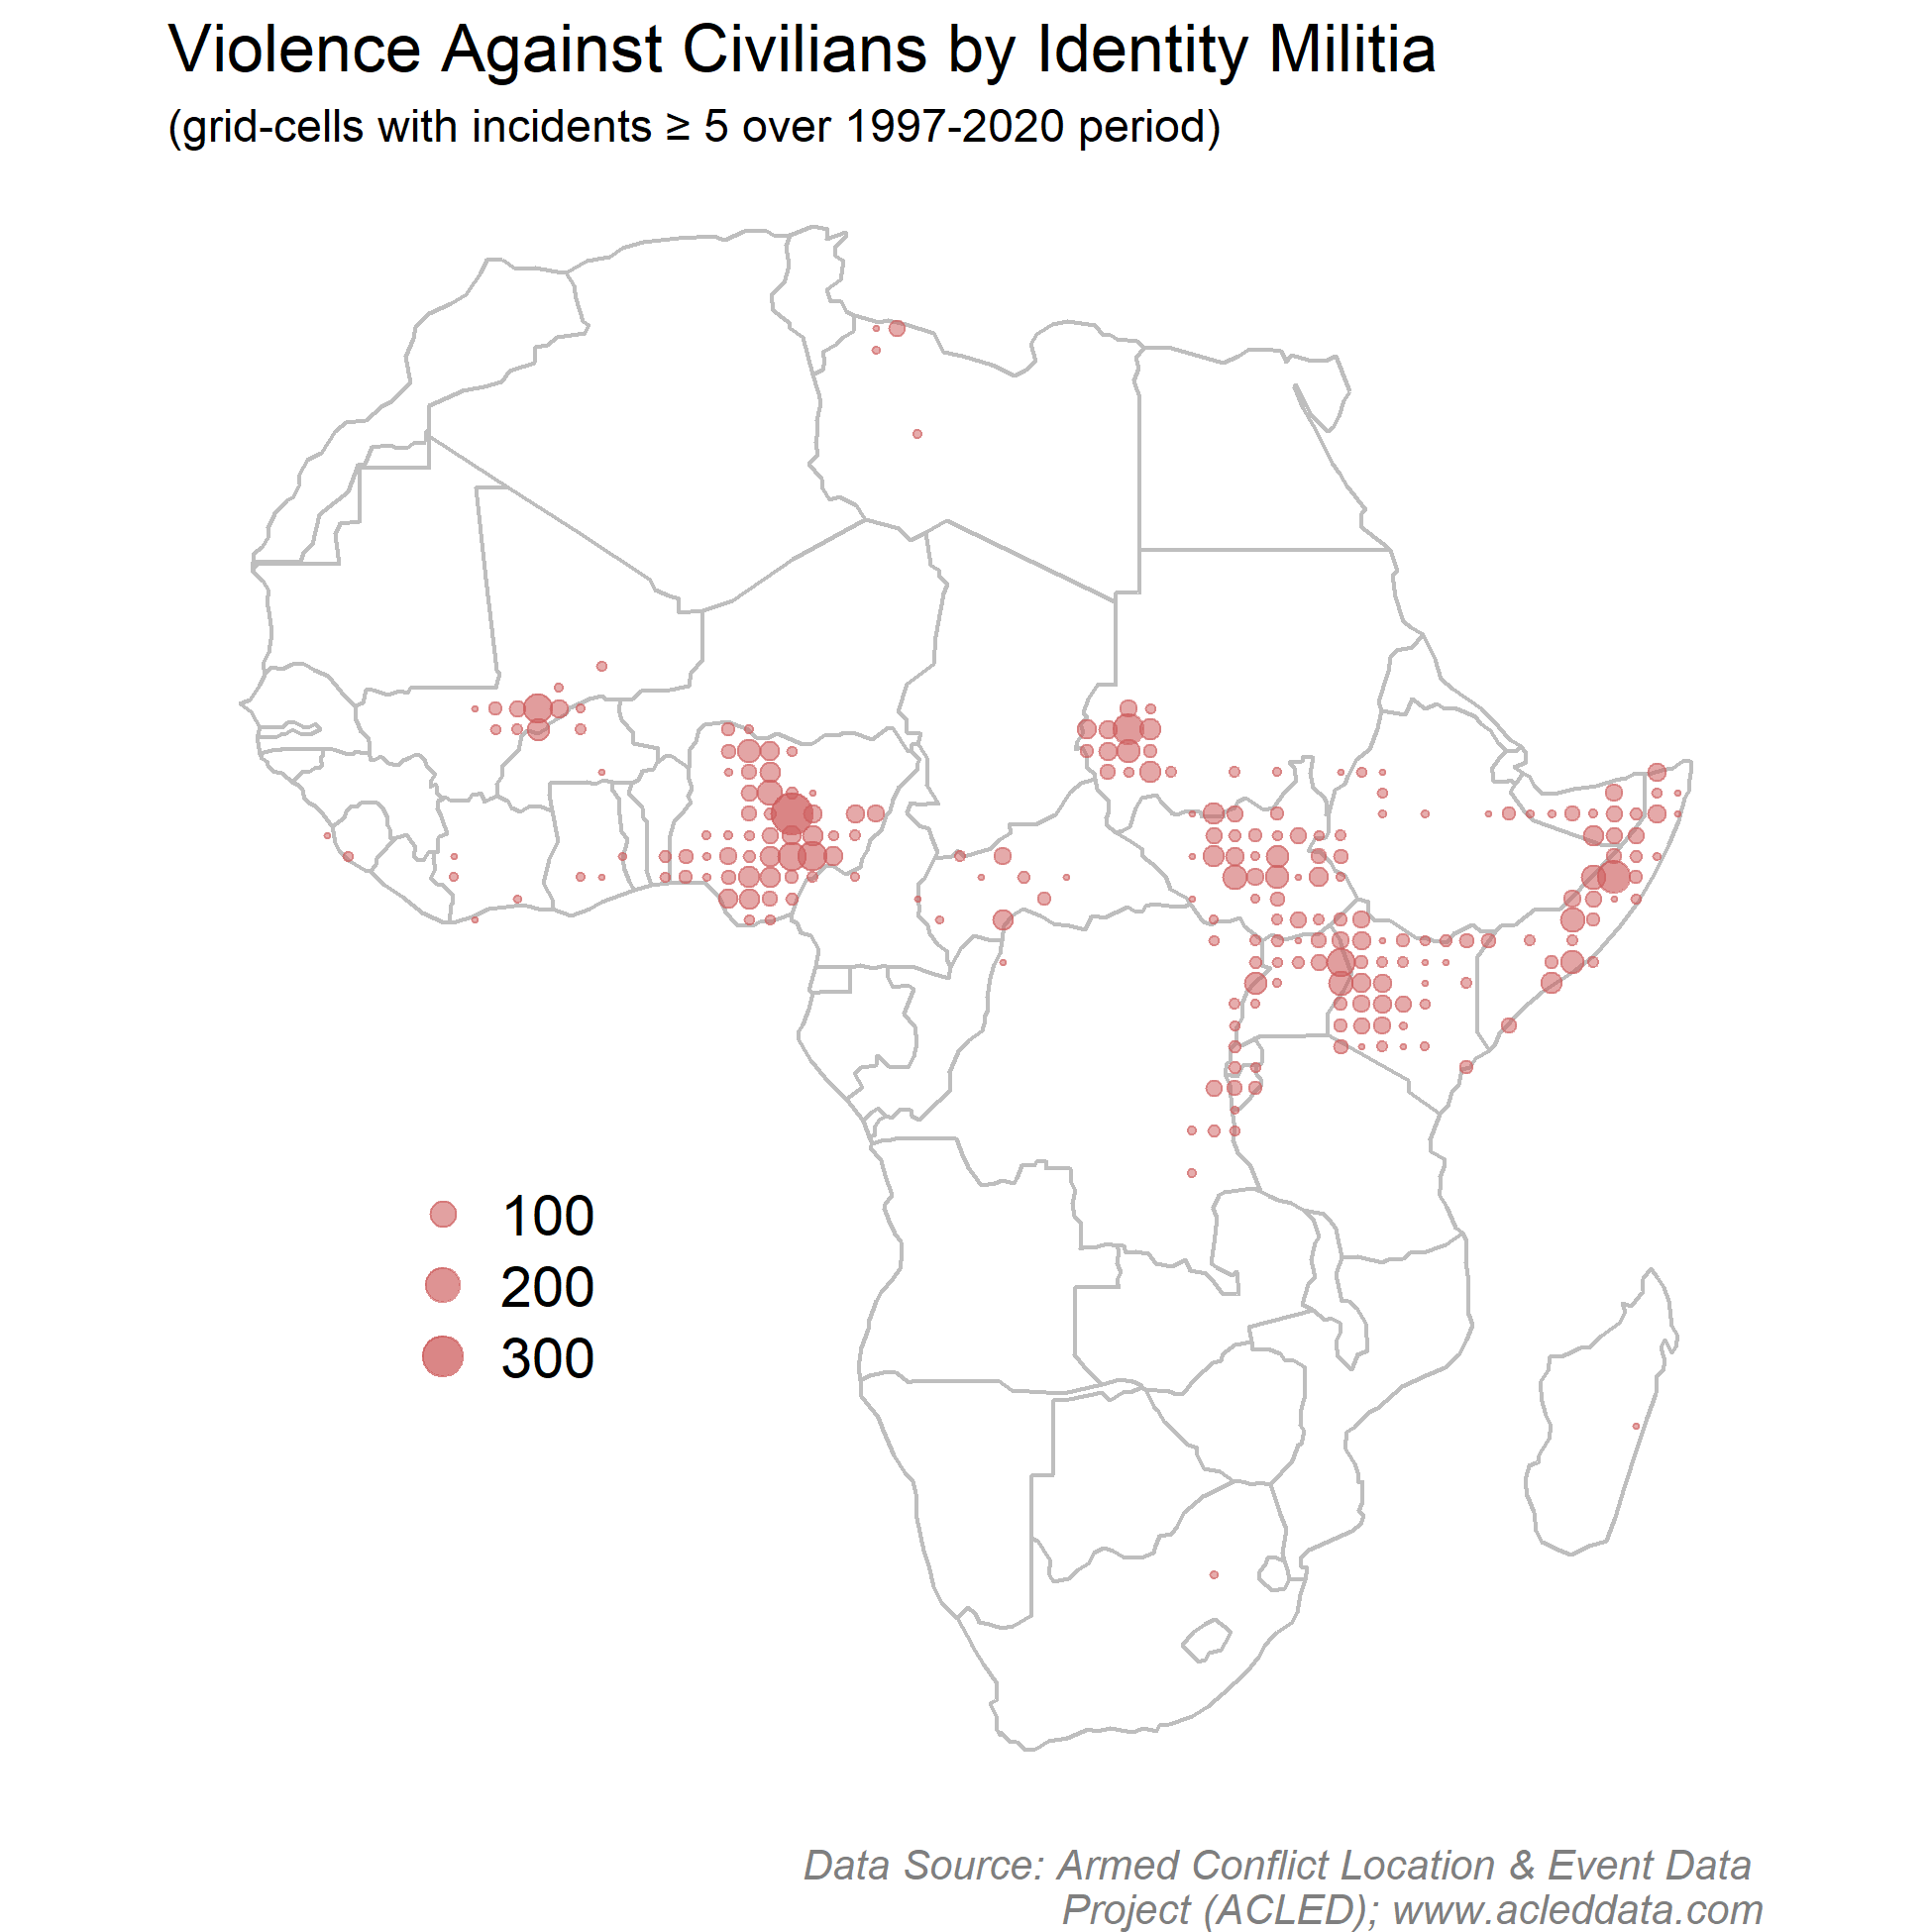 Violence Against Civilians by Identity Militia
(grid-cells with incidents ≥ 5 over 1997-2020 period)
100
200
300
Data Source: Armed Conflict Location & Event Data
Project (ACLED); www.acleddata.com